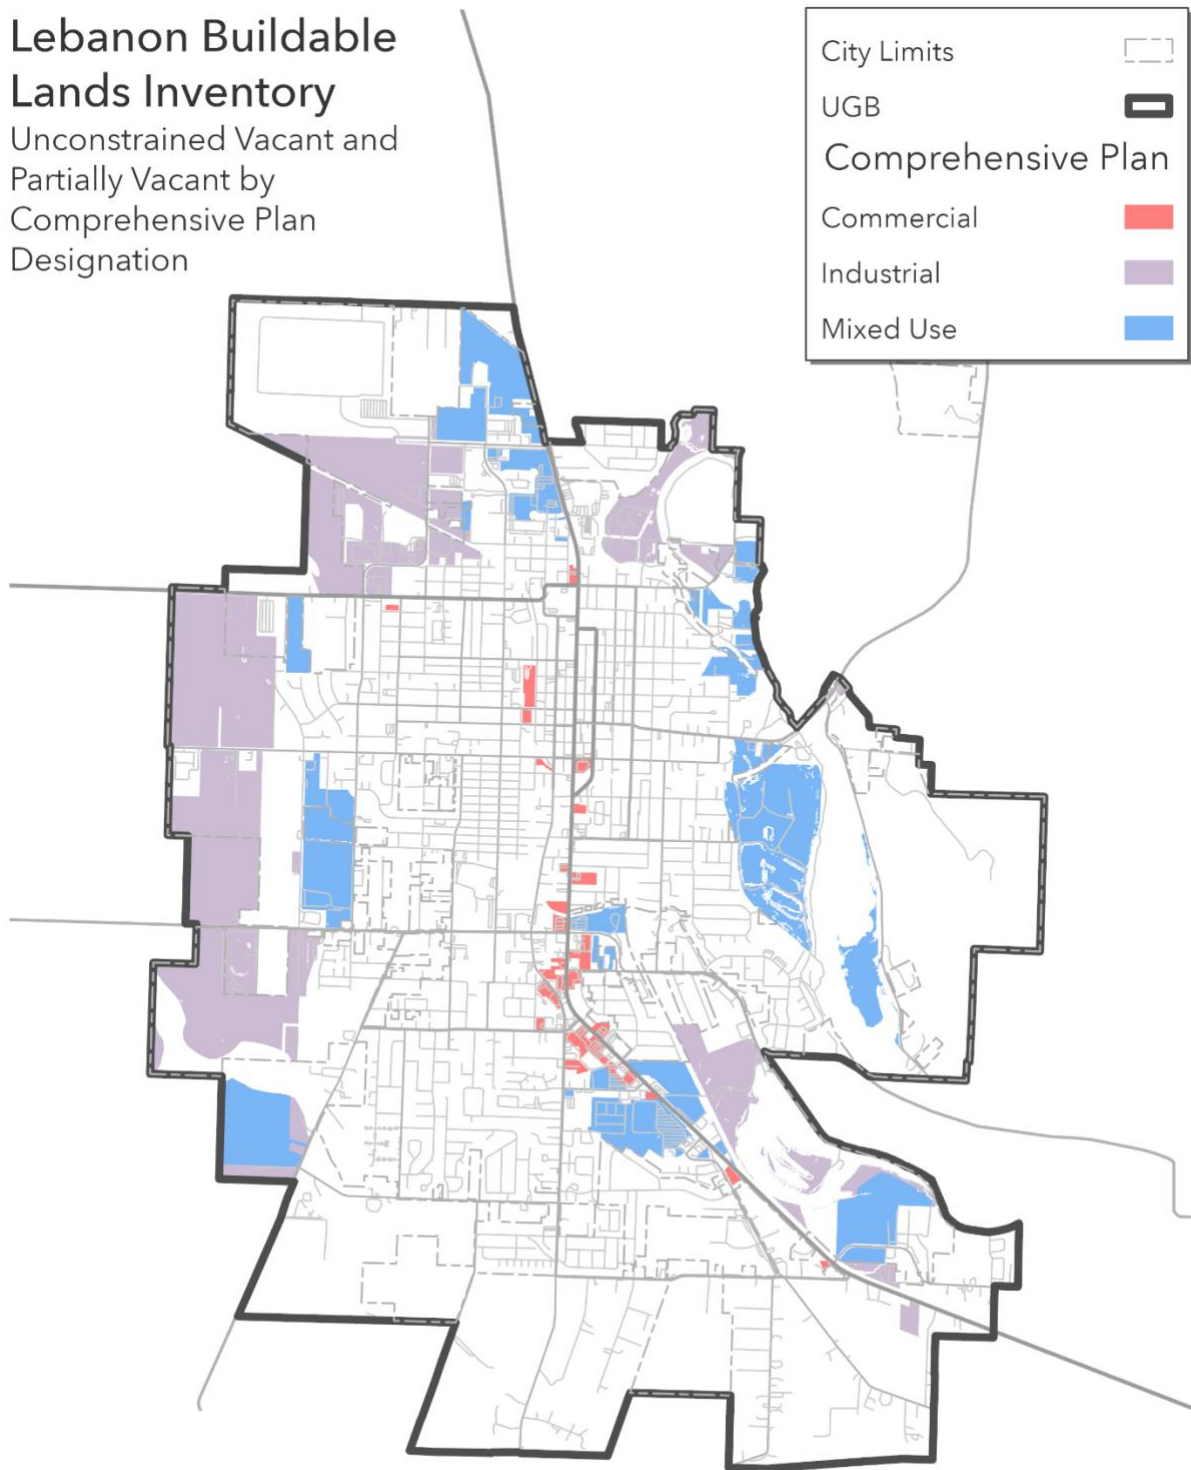 Lebanon Buildable
Lands Inventory
Unconstrained Vacant and
Partially Vacant by
Comprehensive Plan
Designation
City Limits
UGB
Comprehensive Plan
Commercial
Industrial
Mixed Use